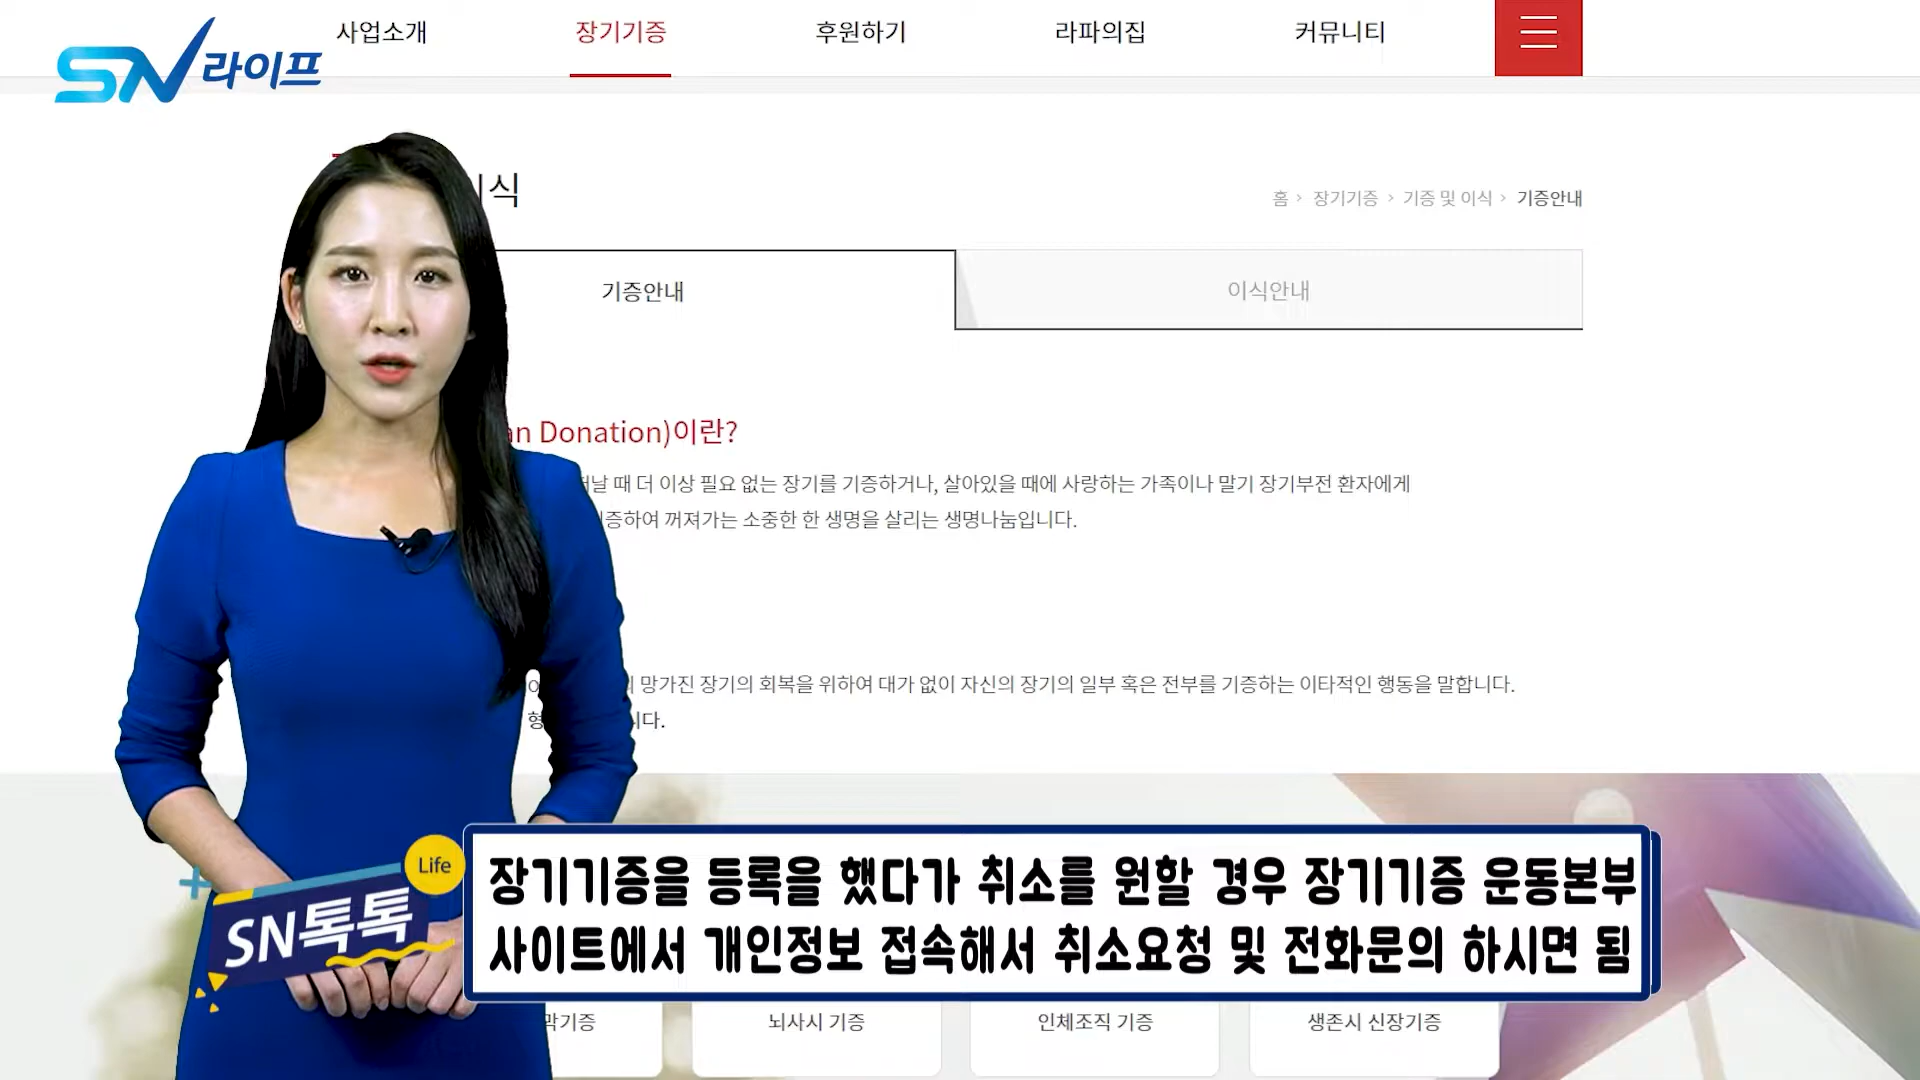 SN라이프
사업소개
장기기증
후원하기
라파의집
커뮤니티
이식
홈 > 장기기증 > 기증 및 이식 > 기증안내
기증안내
이식안내
Donation)이란?
때 더 이상 필요 없는 장기를 기증하거나, 살아있을 때에 사랑하는 가족이나 말기 장기부전 환자에게
꺼져가는 소중한 한 생명을 살리는 생명나눔입니다.
망가진 장기의 회복을 위하여 대가 없이 자신의 장기의 일부 혹은 전부를 기증하는 이타적인 행동을 말합니다.
Life
SN톡톡
장기기증을 등록을 했다가 취소를 원할 경우 장기기증 운동본부
사이트에서 개인정보 접속해서 취소요청 및 전화문의 하시면 됨
뇌사시 기증
인체조직 기증
생존시 신장기증